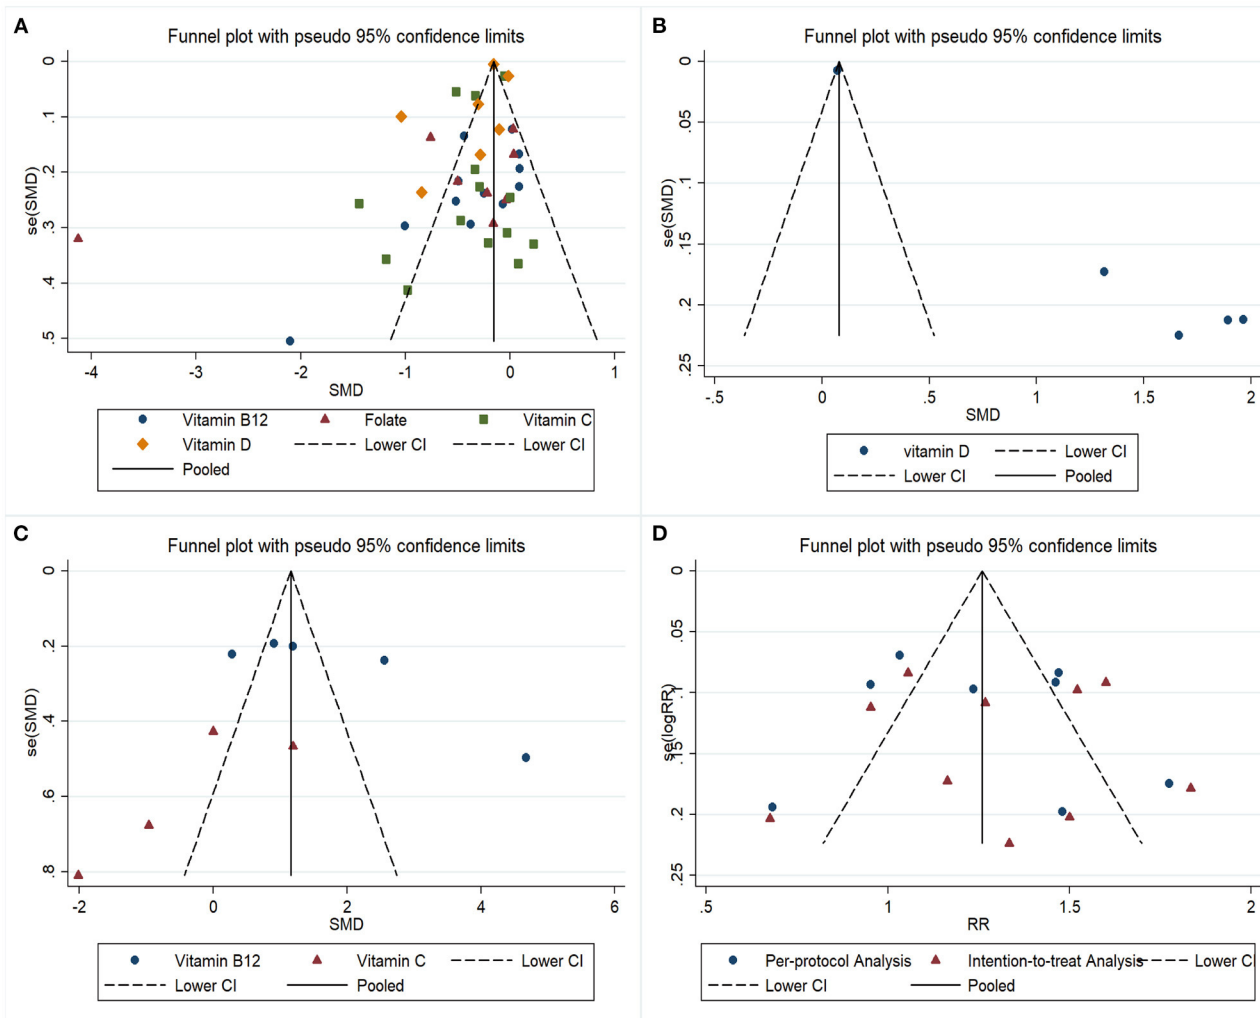 A
Funnel plot with pseudo 95% confidence limits
0
.1
.2
.3
.4
.5
se(SMD)
-4 -3 -2 -1 0 1
SMD
Vitamin B12 Folate Vitamin C
Vitamin D Lower CI Lower CI
Pooled
B
Funnel plot with pseudo 95% confidence limits
0
.05
.1
.15
.2
.25
se(SMD)
-.5 0 .5 1 1.5 2
SMD
vitamin D Lower CI
Lower CI Pooled
C
Funnel plot with pseudo 95% confidence limits
0
.2
.4
.6
.8
se(SMD)
-2 0 2 4 6
SMD
Vitamin B12 Vitamin C Lower CI
Lower CI Pooled
D
Funnel plot with pseudo 95% confidence limits
0
.05
.1
.15
.2
.25
se(logRR)
.5 1 1.5 2
RR
Per-protocol Analysis Intention-to-treat Analysis Lower CI
Lower CI Pooled